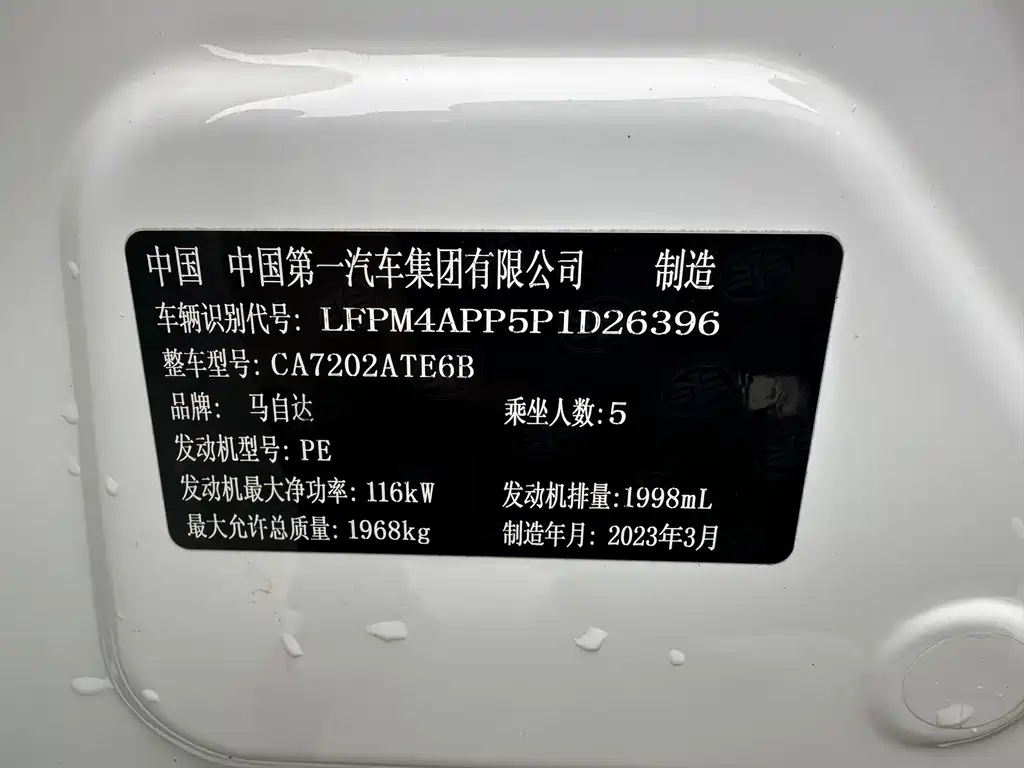 中国 中国第一汽车集团有限公司 制造
车辆识别代号: LFPM4APP5P1D26396
整车型号: CA7202ATE6B
品牌: 马自达 乘坐人数:5
发动机型号: PE
发动机最大净功率: 116kW 发动机排量:1998mL
最大允许总质量: 1968kg 制造年月: 2023年3月